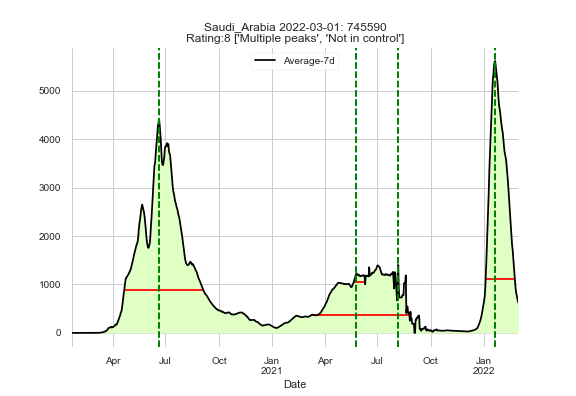 Saudi_Arabia 2022-03-01: 745590
Rating:8 ['Multiple peaks', 'Not in control']
Average-7d
5000
4000
3000
2000
1000
0
Apr Jul Oct Jan Apr Jul Oct Jan
2021 2022
Date